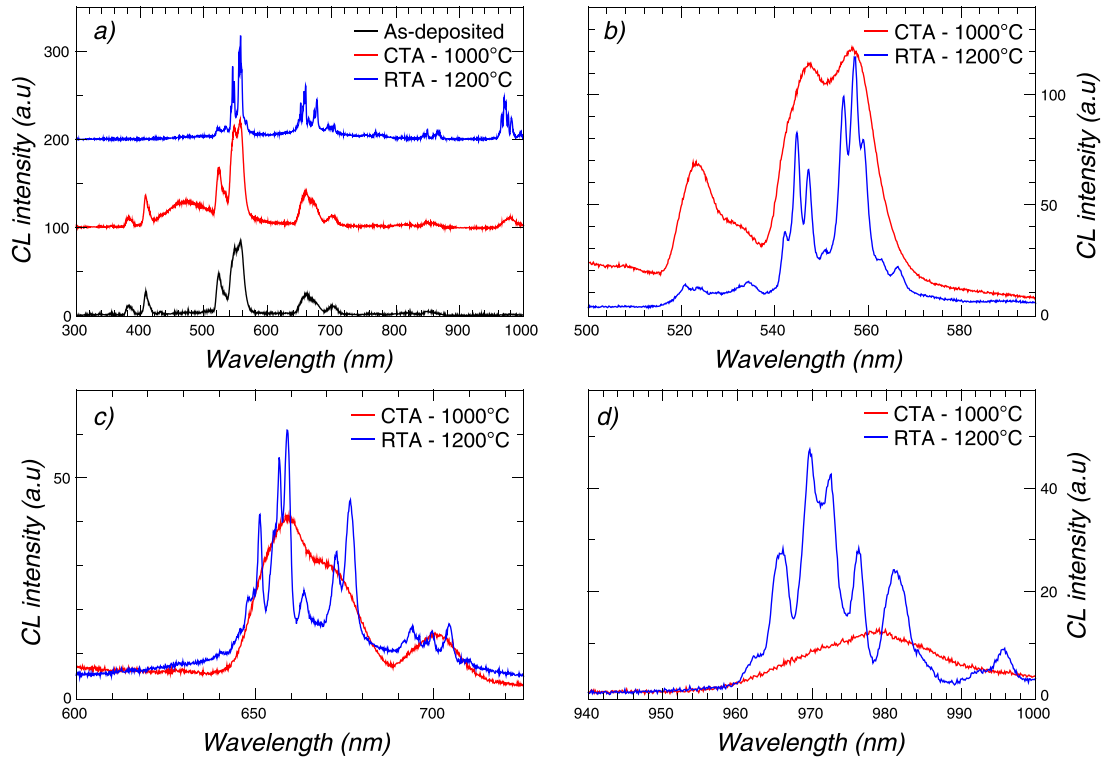 a)
As-deposited
CTA - 1000°C
RTA - 1200°C
300
200
100
0
CL intensity (a.u)
300 400 500 600 700 800 900 1000
Wavelength (nm)
b)
CTA - 1000°C
RTA - 1200°C
100
50
0
CL intensity (a.u)
500 520 540 560 580
Wavelength (nm)
c)
CTA - 1000°C
RTA - 1200°C
50
0
CL intensity (a.u)
600 650 700
Wavelength (nm)
d)
CTA - 1000°C
RTA - 1200°C
40
20
0
CL intensity (a.u)
940 950 960 970 980 990 1000
Wavelength (nm)